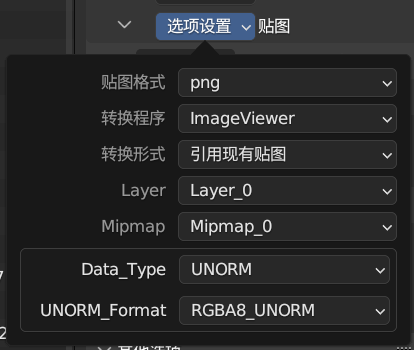 选项设置 贴图
贴图格式 png
转换程序 ImageViewer
转换形式 引用现有贴图
Layer Layer_0
Mipmap Mipmap_0
Data_Type UNORM
UNORM_Format RGBA8_UNORM